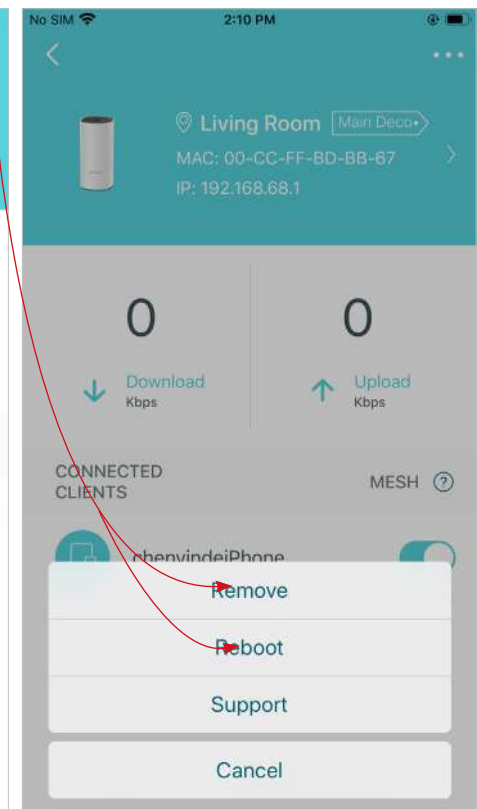 No SIM 2:10 PM
Living Room Main Deco
MAC: 00-CC-FF-BD-BB-67
IP: 192.168.68.1
0 0
Download Upload
Kbps Kbps
CONNECTED
CLIENTS MESH ?
chenyindeiPhone
Remove
Reboot
Support
Cancel